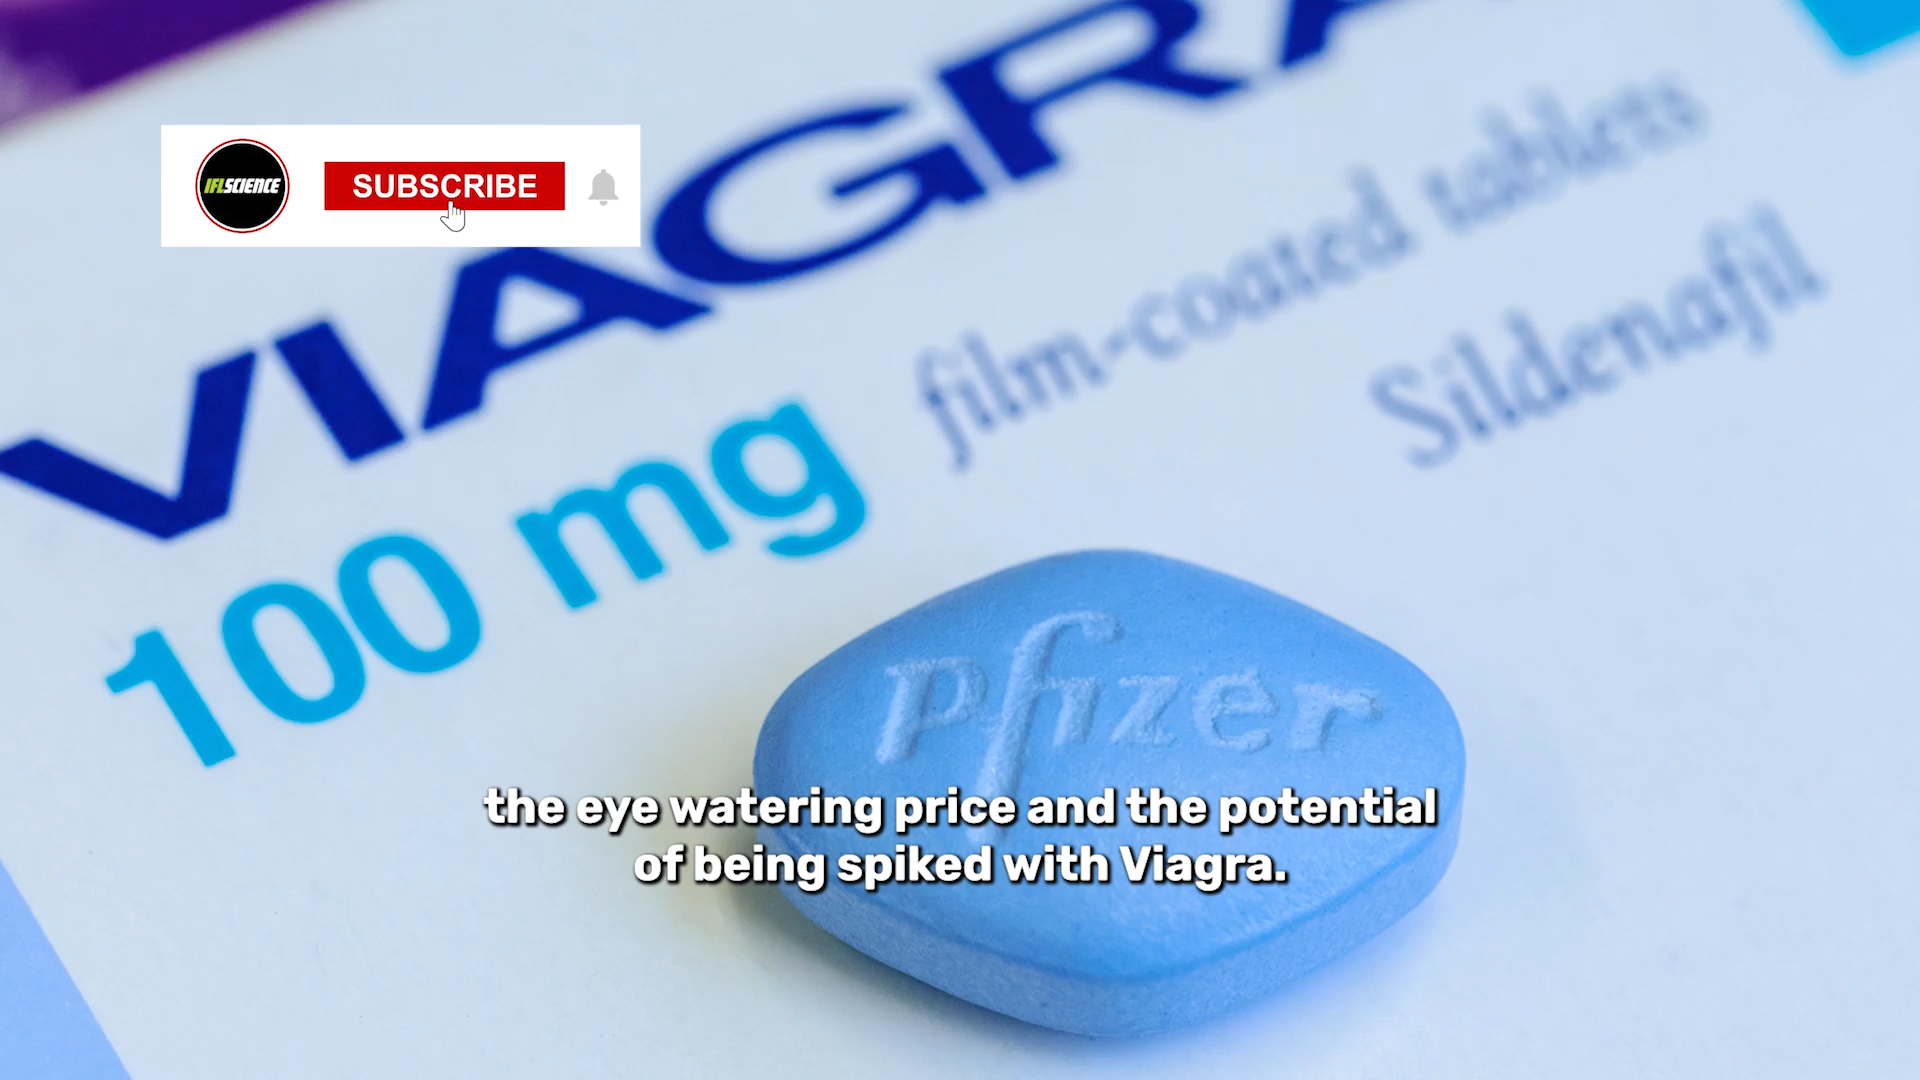 VIAGRA
IFLSCIENCE
SUBSCRIBE
film-coated tablets
100 mg
Sildenafil
Pfizer
the eye watering price and the potential
of being spiked with Viagra.